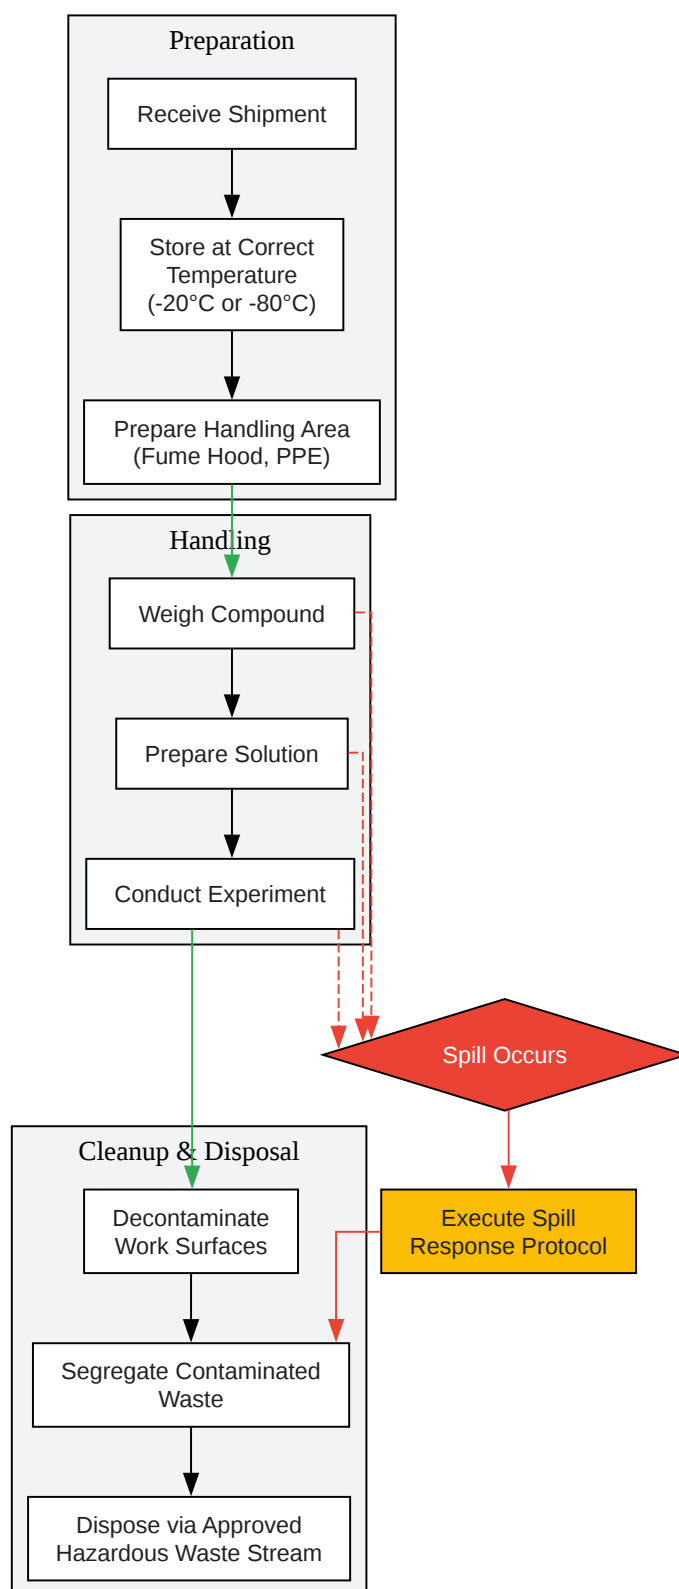 Preparation
Receive Shipment
Store at Correct
Temperature
(-20°C or -80°C)
Prepare Handling Area
(Fume Hood, PPE)
Handling
Weigh Compound
Prepare Solution
Conduct Experiment
Spill Occurs
Cleanup & Disposal
Decontaminate
Work Surfaces
Execute Spill
Response Protocol
Segregate Contaminated
Waste
Dispose via Approved
Hazardous Waste Stream